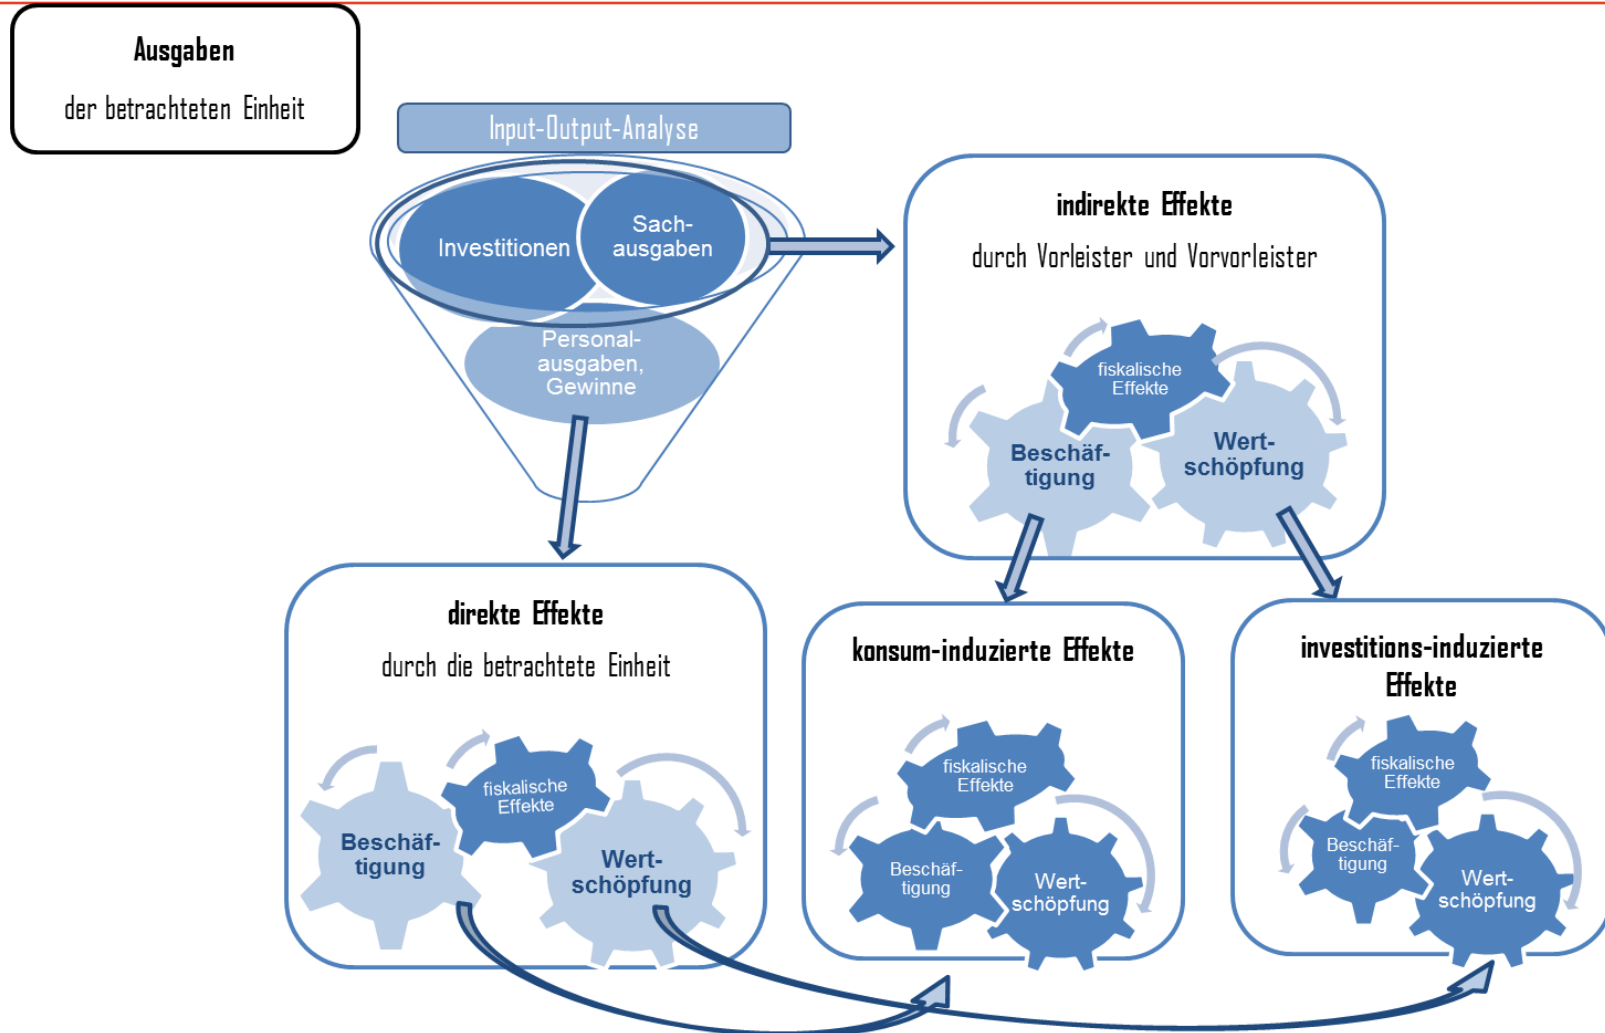 Ausgaben
der betrachteten Einheit
Input-Output-Analyse
Investitionen
Sach-
ausgaben
Personal-
ausgaben,
Gewinne
indirekte Effekte
durch Vorleister und Vorvorleister
fiskalische
Effekte
Beschäf-
tigung
Wert-
schöpfung
direkte Effekte
durch die betrachtete Einheit
fiskalische
Effekte
Beschäf-
tigung
Wert-
schöpfung
konsum-induzierte Effekte
fiskalische
Effekte
Beschäf-
tigung
Wert-
schöpfung
investitions-induzierte
Effekte
fiskalische
Effekte
Beschäf-
tigung
Wert-
schöpfung